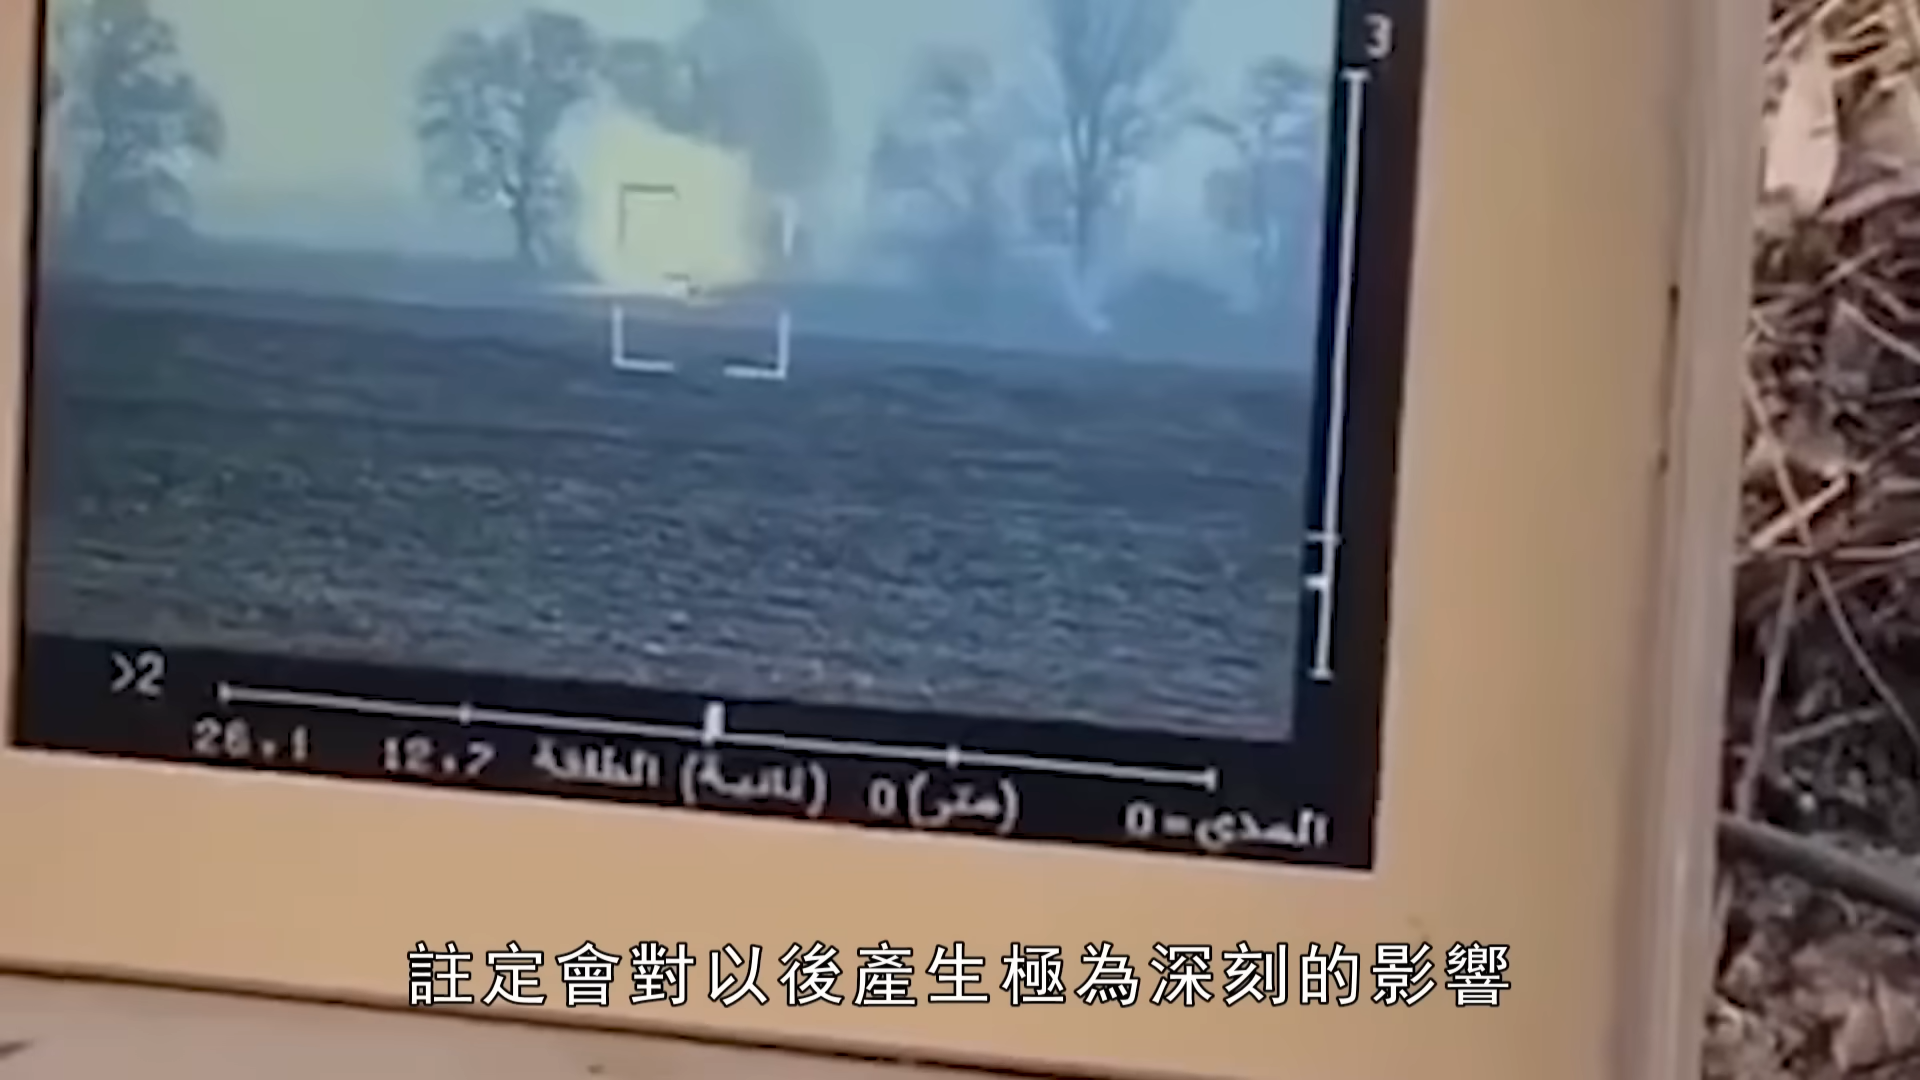 3
>2
26.1 12.7 الطلقة (ثانية) 0 (متر) المدى=0
註定會對以後產生極為深刻的影響